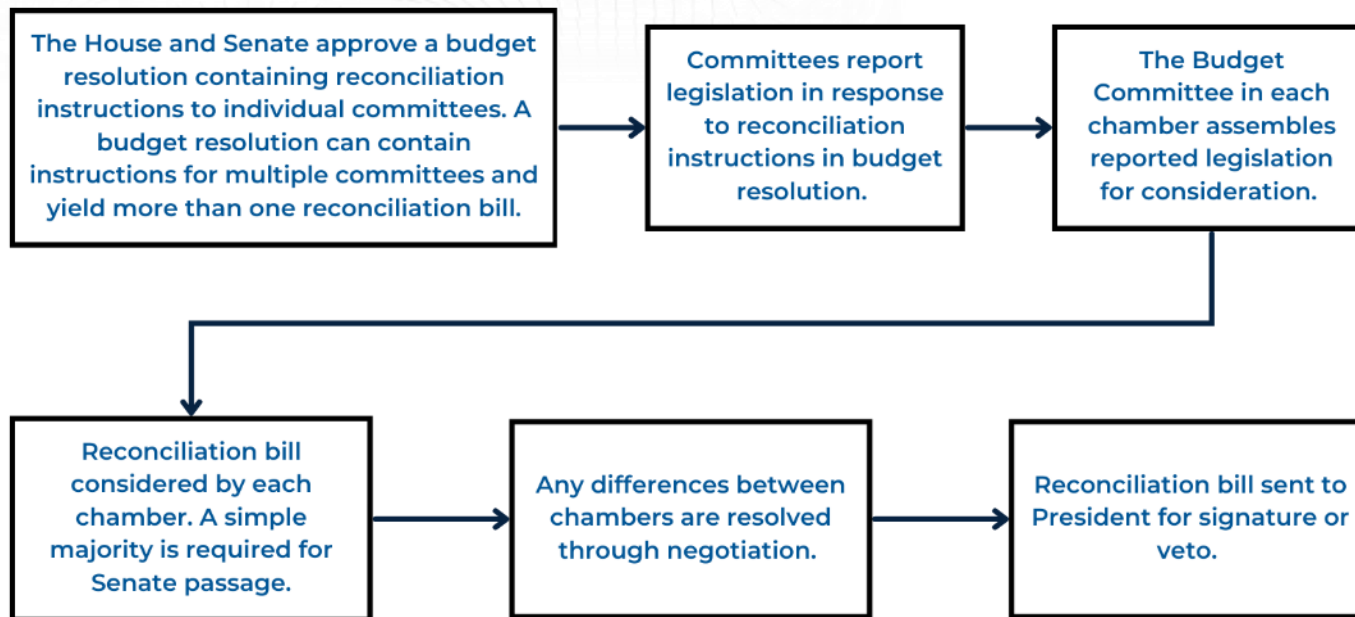 The House and Senate approve a budget
resolution containing reconciliation
instructions to individual committees. A
budget resolution can contain
instructions for multiple committees and
yield more than one reconciliation bill.
Committees report
legislation in response
to reconciliation
instructions in budget
resolution.
The Budget
Committee in each
chamber assembles
reported legislation
for consideration.
Reconciliation bill
considered by each
chamber. A simple
majority is required for
Senate passage.
Any differences between
chambers are resolved
through negotiation.
Reconciliation bill sent to
President for signature or
veto.